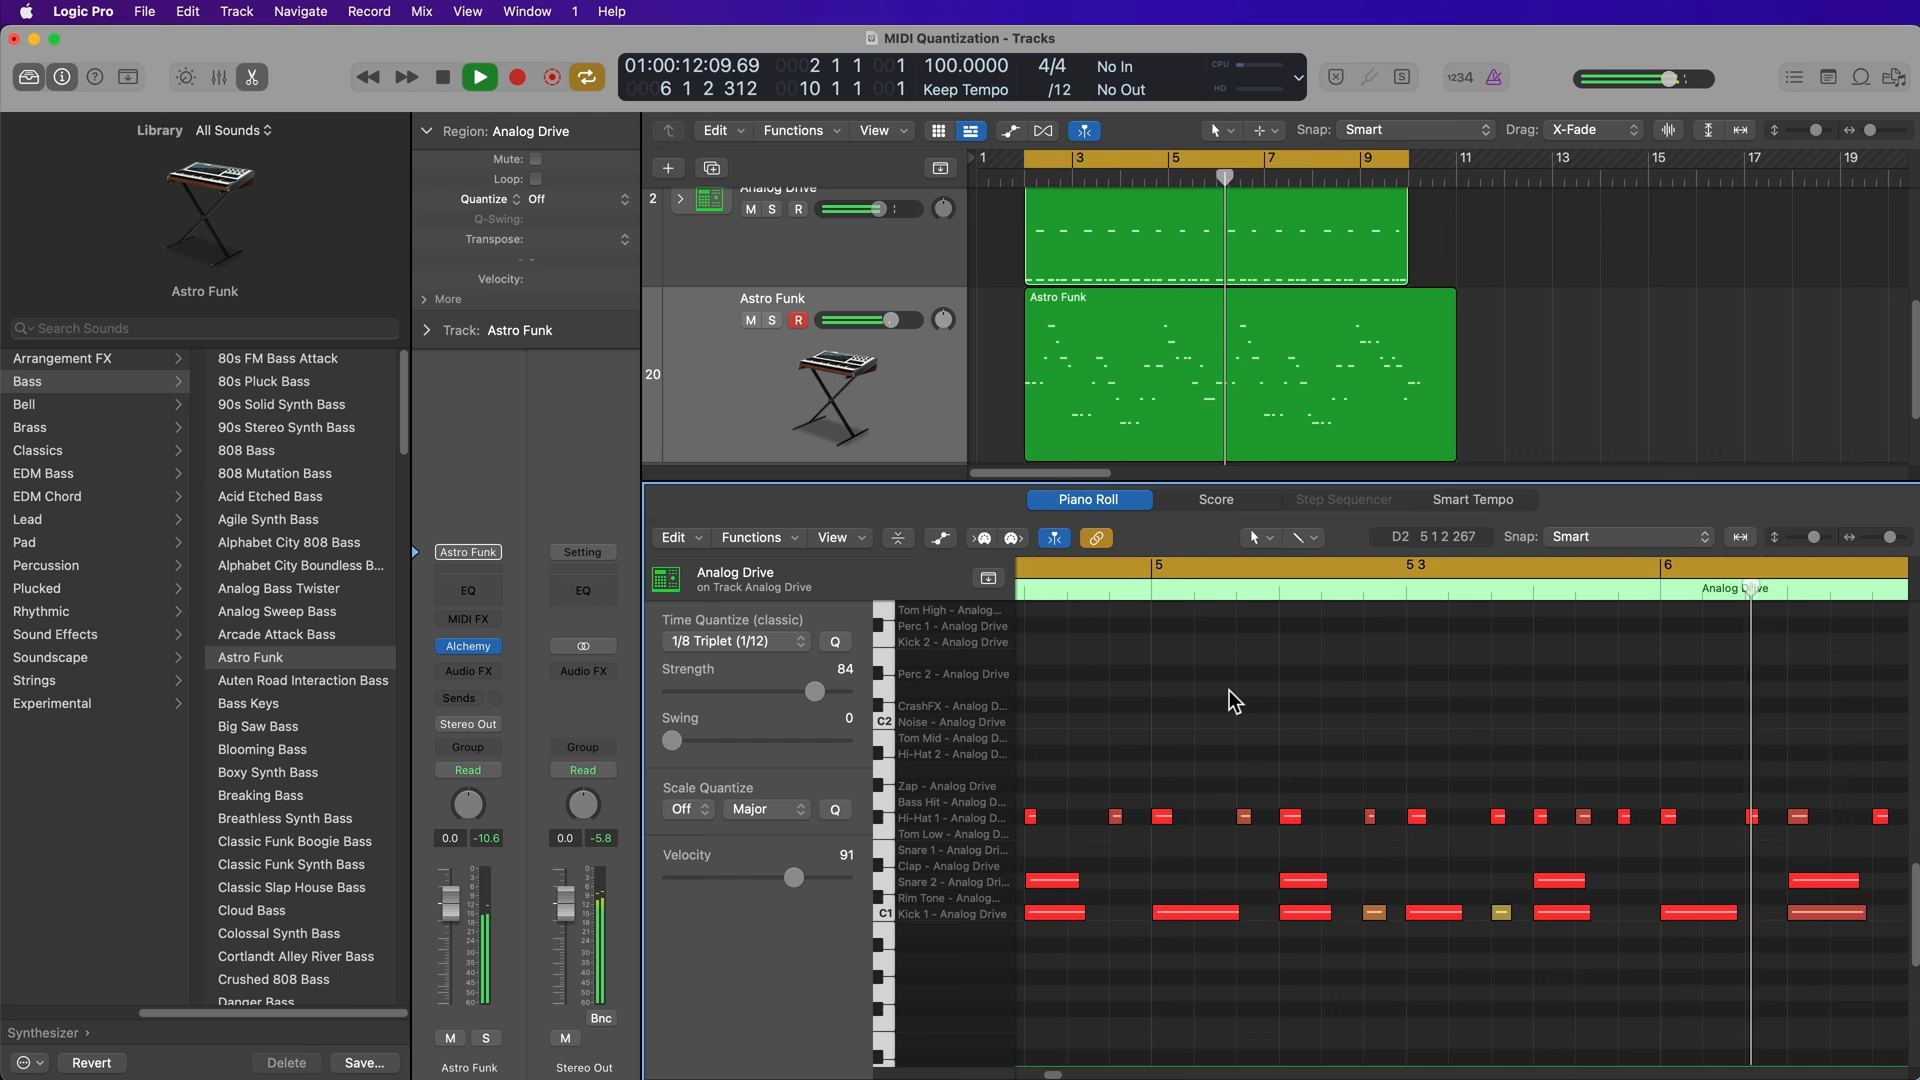 Logic Pro File Edit Track Navigate Record Mix View Window 1 Help
MIDI Quantization - Tracks
01:00:12:09.69 0002 1 1 001 100.0000 4/4 No In CPU
0006 1 2 312 0010 1 1 001 Keep Tempo /12 No Out HD
1234
Library All Sounds
Astro Funk
Search Sounds
Arrangement FX
Bass
Bell
Brass
Classics
EDM Bass
EDM Chord
Lead
Pad
Percussion
Plucked
Rhythmic
Sound Effects
Soundscape
Strings
Experimental
80s FM Bass Attack
80s Pluck Bass
90s Solid Synth Bass
90s Stereo Synth Bass
808 Bass
808 Mutation Bass
Acid Etched Bass
Agile Synth Bass
Alphabet City 808 Bass
Alphabet City Boundless B...
Analog Bass Twister
Analog Sweep Bass
Arcade Attack Bass
Astro Funk
Auten Road Interaction Bass
Bass Keys
Big Saw Bass
Blooming Bass
Boxy Synth Bass
Breaking Bass
Breathless Synth Bass
Classic Funk Boogie Bass
Classic Funk Synth Bass
Classic Slap House Bass
Cloud Bass
Colossal Synth Bass
Cortlandt Alley River Bass
Crushed 808 Bass
Danger Bass
Synthesizer ›
Revert Delete Save...
Region: Analog Drive
Mute:
Loop:
Quantize Off
Q-Swing:
Transpose:
Velocity:
More
Track: Astro Funk
Astro Funk Setting
EQ EQ
MIDI FX
Alchemy
Audio FX Audio FX
Sends
Stereo Out
Group Group
Read Read
0.0 -10.6 0.0 -5.8
Bnc
M S M
Astro Funk Stereo Out
Edit Functions View Snap: Smart Drag: X-Fade
1 3 5 7 9 11 13 15 17 19
2 Analog Drive
M S R
Astro Funk
M S R
20
Astro Funk
Piano Roll Score Step Sequencer Smart Tempo
Edit Functions View D2 5 1 2 267 Snap: Smart
5 5 3 6
Analog Drive
on Track Analog Drive
Analog Drive
Time Quantize (classic)
1/8 Triplet (1/12) Q
Strength 84
Swing 0
Scale Quantize
Off Major Q
Velocity 91
Tom High - Analog...
Perc 1 - Analog Drive
Kick 2 - Analog Drive
Perc 2 - Analog Drive
CrashFX - Analog D...
C2 Noise - Analog Drive
Tom Mid - Analog D...
Hi-Hat 2 - Analog D...
Zap - Analog Drive
Bass Hit - Analog D...
Hi-Hat 1 - Analog D...
Tom Low - Analog D...
Snare 1 - Analog Dri...
Clap - Analog Drive
Snare 2 - Analog Dri...
Rim Tone - Analog...
C1 Kick 1 - Analog Drive